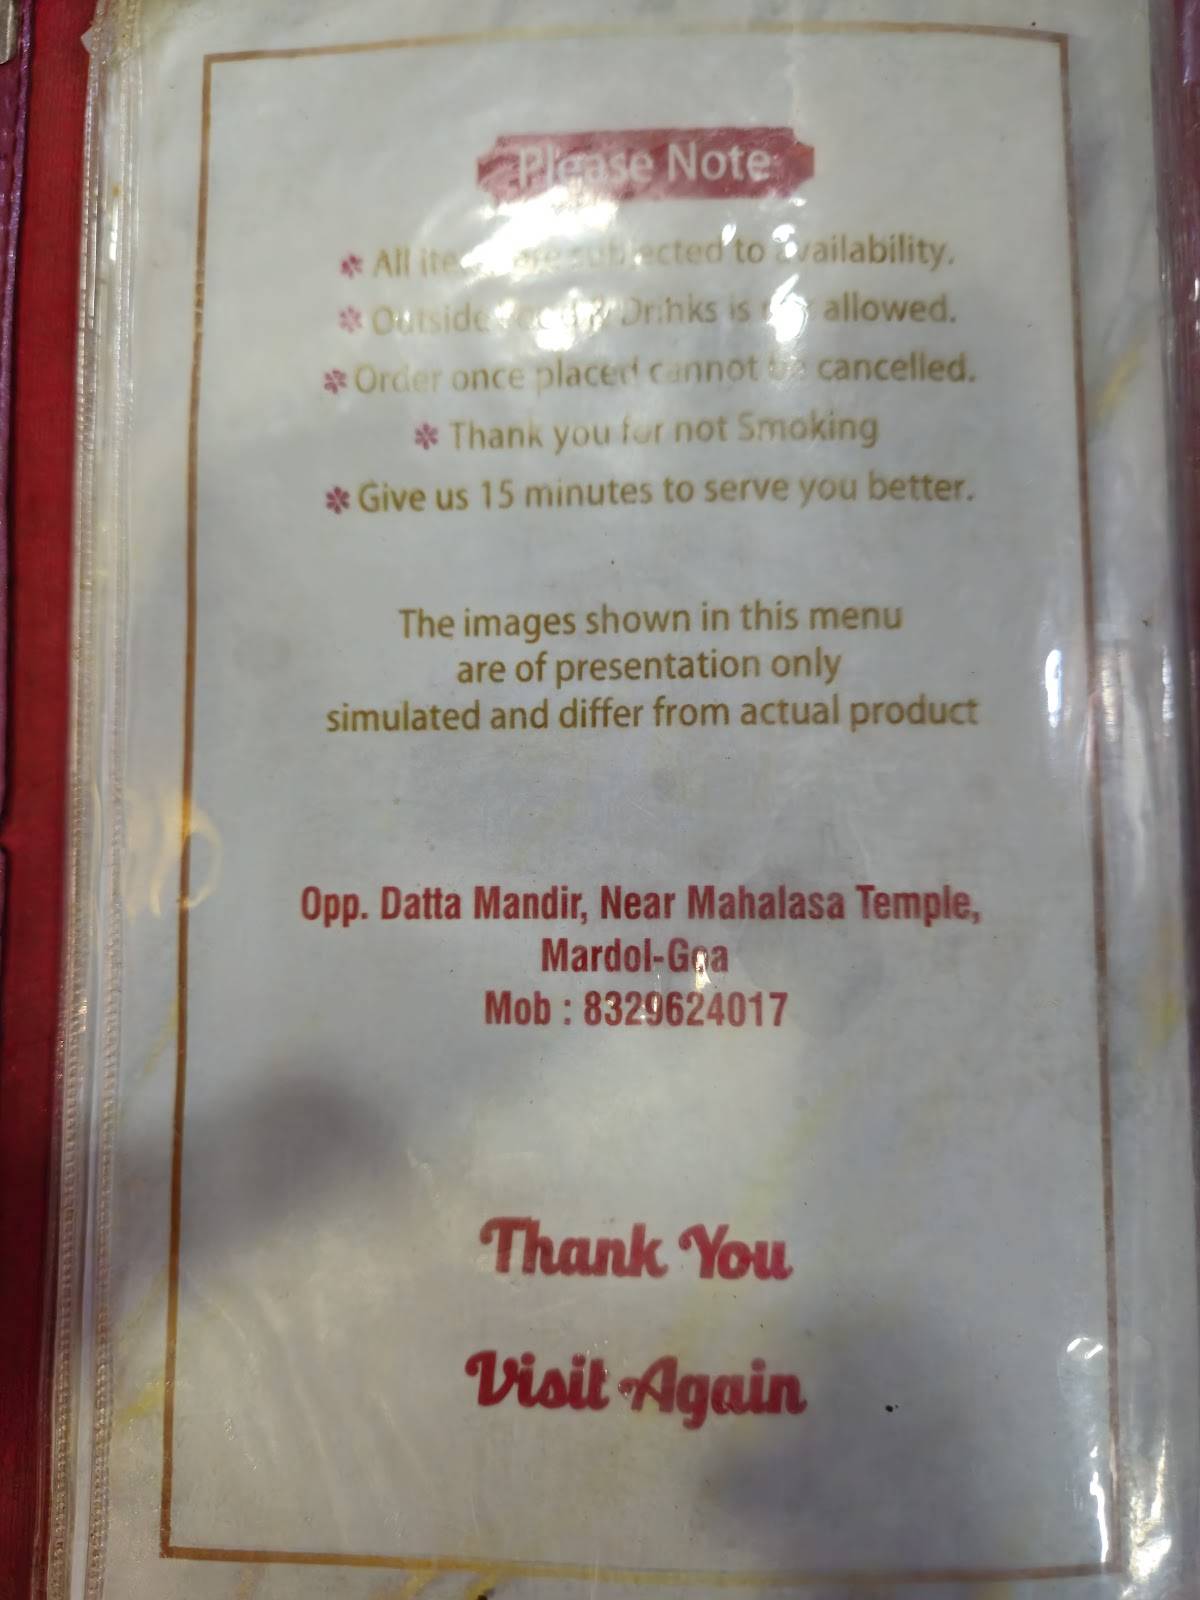 Please Note
* All items are subjected to availability.
* Outside Food & Drinks is not allowed.
* Order once placed cannot be cancelled.
* Thank you for not Smoking
* Give us 15 minutes to serve you better.
The images shown in this menu
are of presentation only
simulated and differ from actual product
Opp. Datta Mandir, Near Mahalasa Temple,
Mardol-Goa
Mob : 8329624017
Thank You
Visit Again